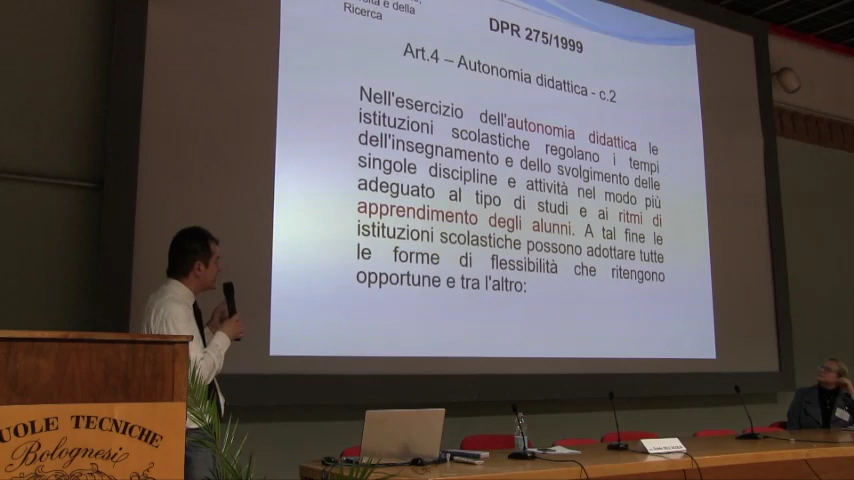 sità e della
Ricerca
DPR 275/1999
Art.4 – Autonomia didattica - c.2
Nell'esercizio dell'autonomia didattica le
istituzioni scolastiche regolano i tempi
dell'insegnamento e dello svolgimento delle
singole discipline e attività nel modo più
adeguato al tipo di studi e ai ritmi di
apprendimento degli alunni. A tal fine le
istituzioni scolastiche possono adottare tutte
le forme di flessibilità che ritengono
opportune e tra l'altro:
UOLE TECNICHE
Bolognesi